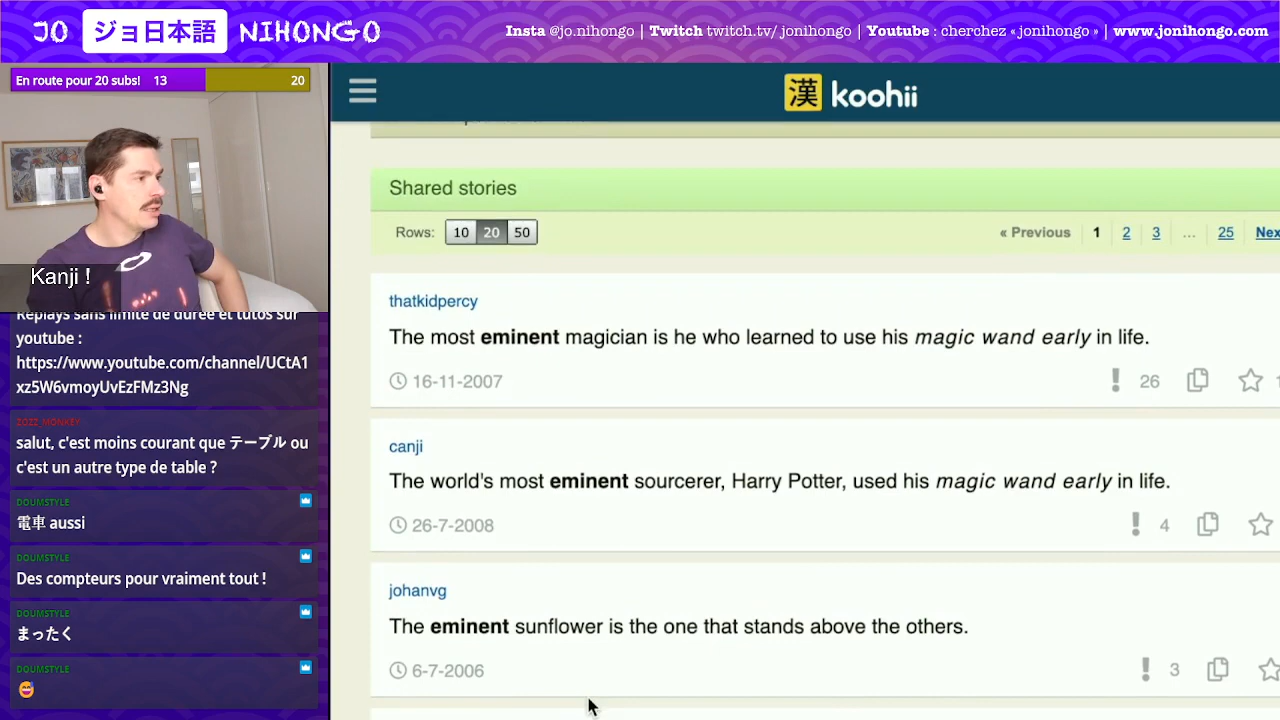 JO ジョ日本語 NIHONGO
Insta @jo.nihongo | Twitch twitch.tv/ jonihongo | Youtube : cherchez « jonihongo » | www.jonihongo.com
En route pour 20 subs! 13 20
漢 koohii
Kanji !
Replays sans limite de durée et tutos sur
youtube :
https://www.youtube.com/channel/UCtA1
xz5W6vmoyUvEzFMz3Ng
ZOZZ_MONKEY
salut, c'est moins courant que テーブル ou
c'est un autre type de table ?
DOUMSTYLE
電車 aussi
DOUMSTYLE
Des compteurs pour vraiment tout !
DOUMSTYLE
まったく
DOUMSTYLE
Shared stories
Rows: 10 20 50
« Previous 1 2 3 ... 25 Nex
thatkidpercy
The most eminent magician is he who learned to use his magic wand early in life.
16-11-2007 26 1
canji
The world's most eminent sourcerer, Harry Potter, used his magic wand early in life.
26-7-2008 4
johanvg
The eminent sunflower is the one that stands above the others.
6-7-2006 3